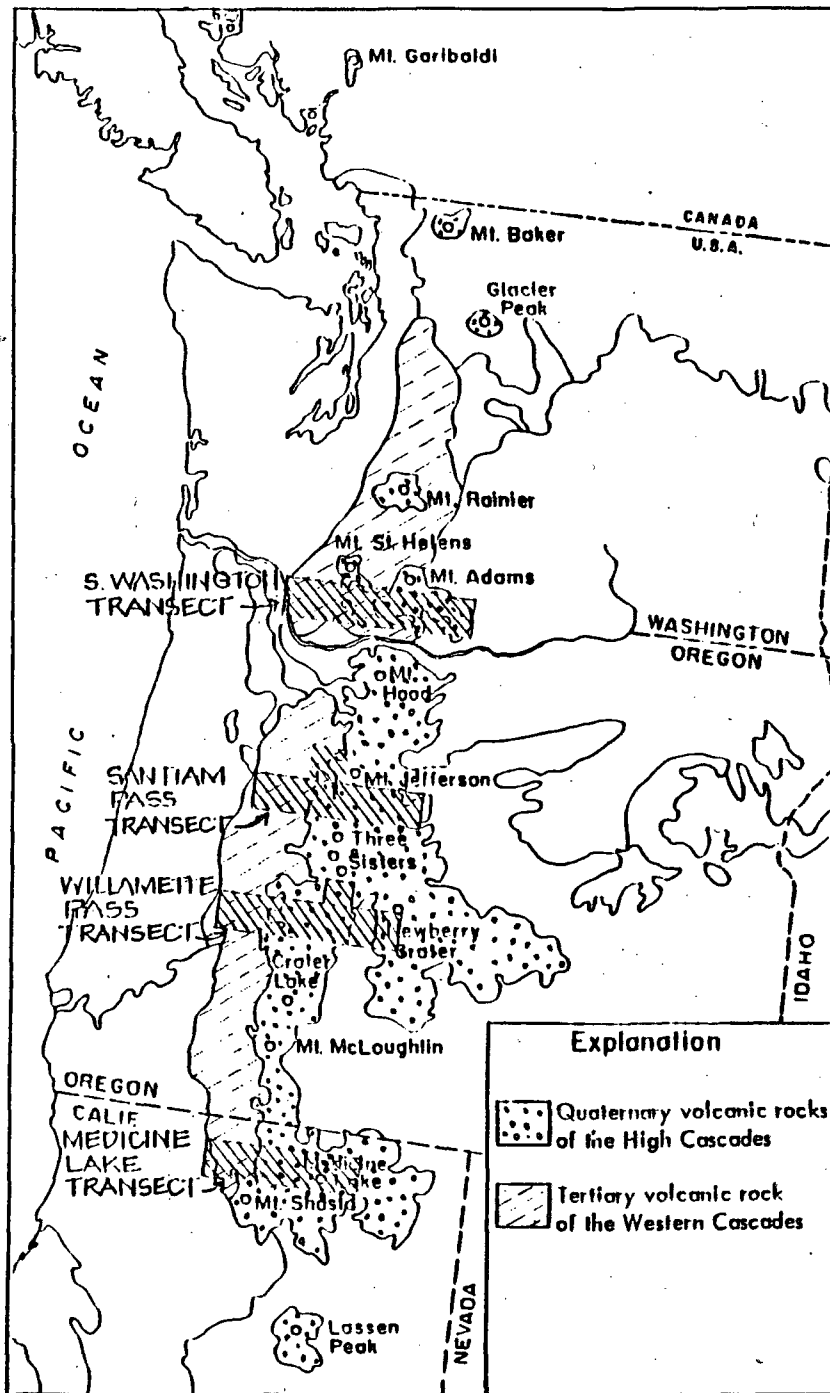 Mt. Garibaldi
CANADA
U.S.A.
Mt. Baker
Glacier
Peak
OCEAN
Mt. Rainier
Mt. St. Helens
Mt. Adams
S. WASHINGTON
TRANSECT
WASHINGTON
OREGON
Mt.
Hood
PACIFIC
SANTIAM
PASS
TRANSECT
Mt. Jefferson
Three
Sisters
WILLAMETTE
PASS
TRANSECT
Newberry
Crater
Crater
Lake
IDAHO
Mt. McLoughlin
OREGON
CALIF
MEDICINE
LAKE
TRANSECT
Medicine
Lake
Mt. Shasta
Lassen
Peak
NEVADA
Explanation
Quaternary volcanic rocks
of the High Cascades
Tertiary volcanic rock
of the Western Cascades